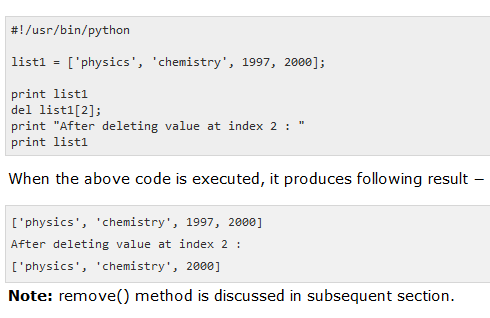 #!/usr/bin/python
list1 = ['physics', 'chemistry', 1997, 2000];
print list1
del list1[2];
print "After deleting value at index 2 : "
print list1
When the above code is executed, it produces following result −
['physics', 'chemistry', 1997, 2000]
After deleting value at index 2 :
['physics', 'chemistry', 2000]
Note: remove() method is discussed in subsequent section.